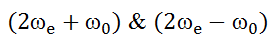 (2ωₑ + ω₀) & (2ωₑ − ω₀)